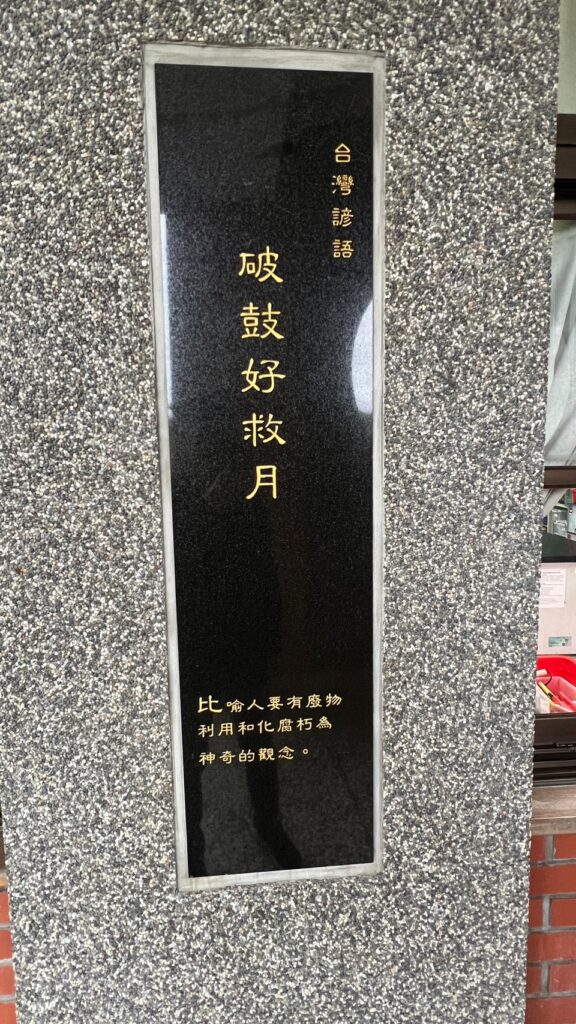 台灣諺語
破鼓好救月
比喻人要有廢物
利用和化腐朽為
神奇的觀念。